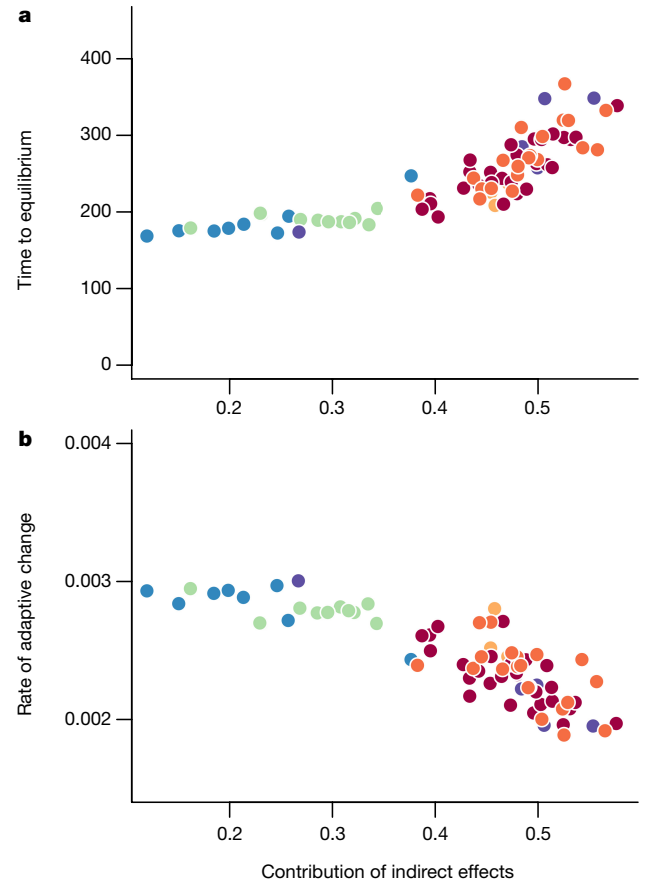 a
400
300
200
100
0
Time to equilibrium
0.2 0.3 0.4 0.5
b
0.004
0.003
0.002
Rate of adaptive change
0.2 0.3 0.4 0.5
Contribution of indirect effects